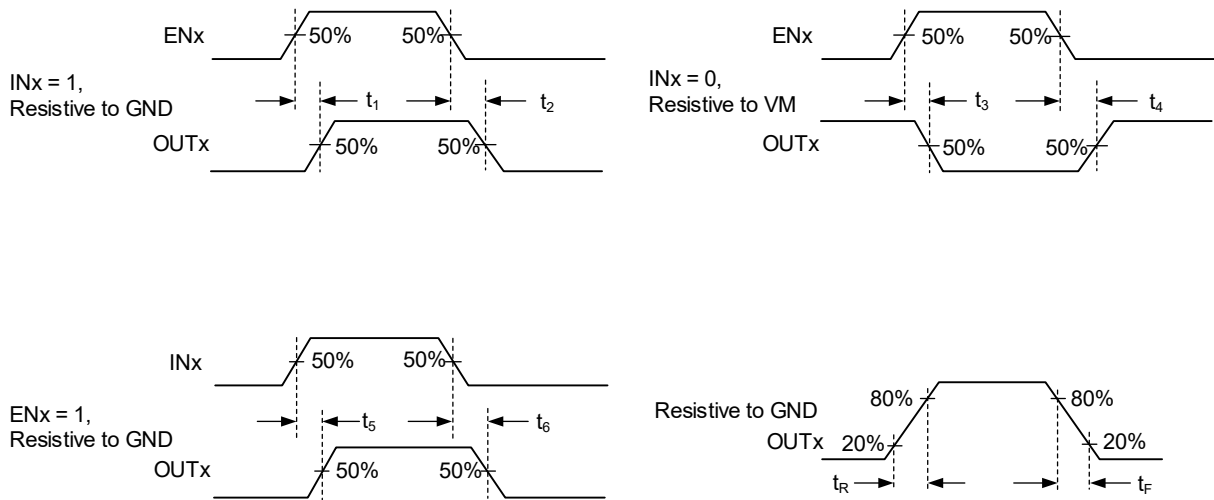 ENx
50%
50%
INx = 1,
Resistive to GND
t1
t2
OUTx
50%
50%
ENx
50%
50%
INx = 0,
Resistive to VM
t3
t4
OUTx
50%
50%
INx
50%
50%
ENx = 1,
Resistive to GND
t5
t6
OUTx
50%
50%
Resistive to GND
80%
80%
OUTx
20%
20%
tR
tF